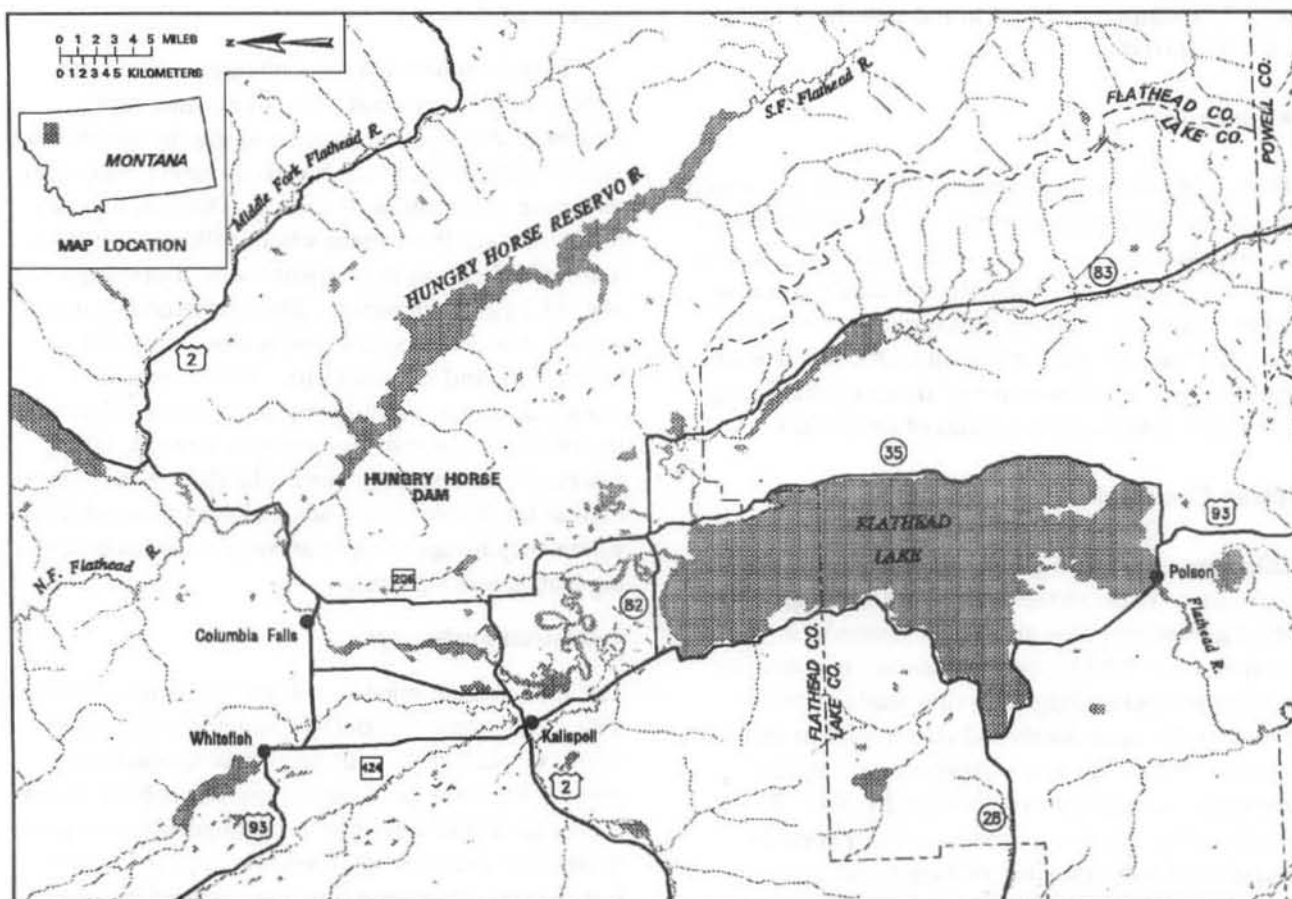 0 1 2 3 4 5 MILES
0 1 2 3 4 5 KILOMETERS
N
MONTANA
MAP LOCATION
Middle Fork Flathead R.
S.F. Flathead R.
FLATHEAD CO.
LAKE CO.
POWELL CO.
HUNGRY HORSE RESERVO R
2
83
HUNGRY HORSE
DAM
35
93
N.F. Flathead R.
206
FLATHEAD
LAKE
82
Polson
Columbia Falls
Flathead R.
FLATHEAD CO.
LAKE CO.
Whitefish
Kalispell
424
2
93
28